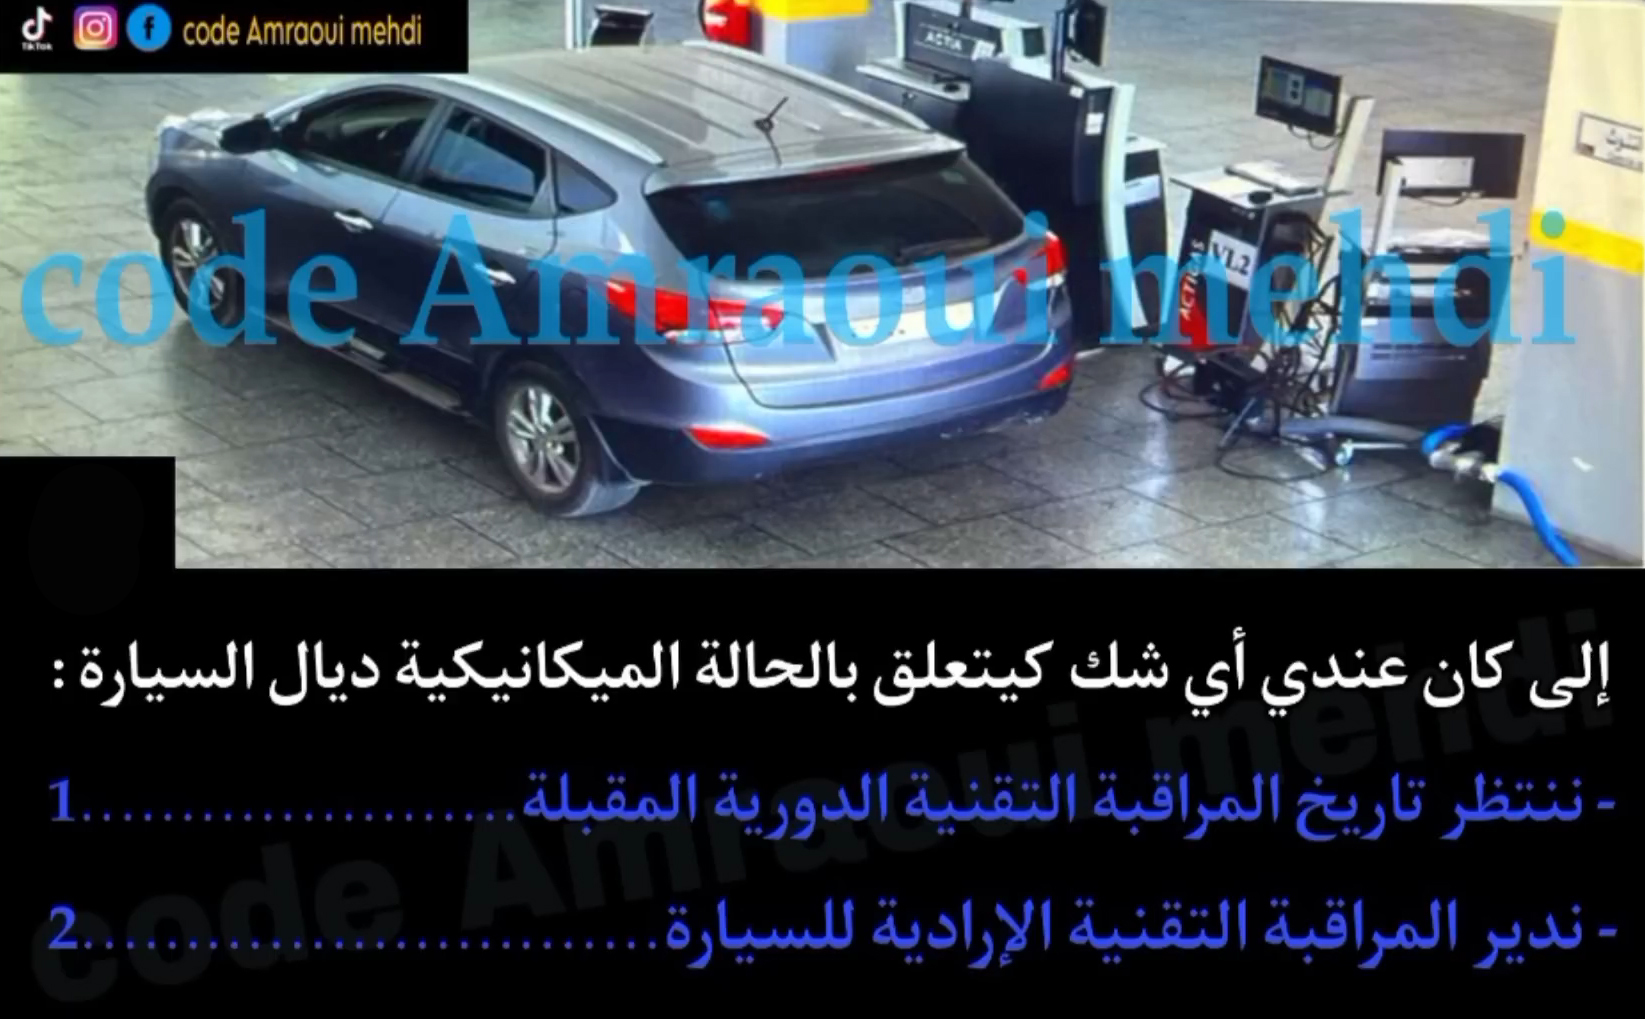 TikTok
code Amraoui mehdi
ACTIA
VL2
code Amraoui mehdi
إلى كان عندي أي شك كيتعلق بالحالة الميكانيكية ديال السيارة :
- ننتظر تاريخ المراقبة التقنية الدورية المقبلة.....................1
- ندير المراقبة التقنية الإرادية للسيارة............................2
code Amraoui mehdi